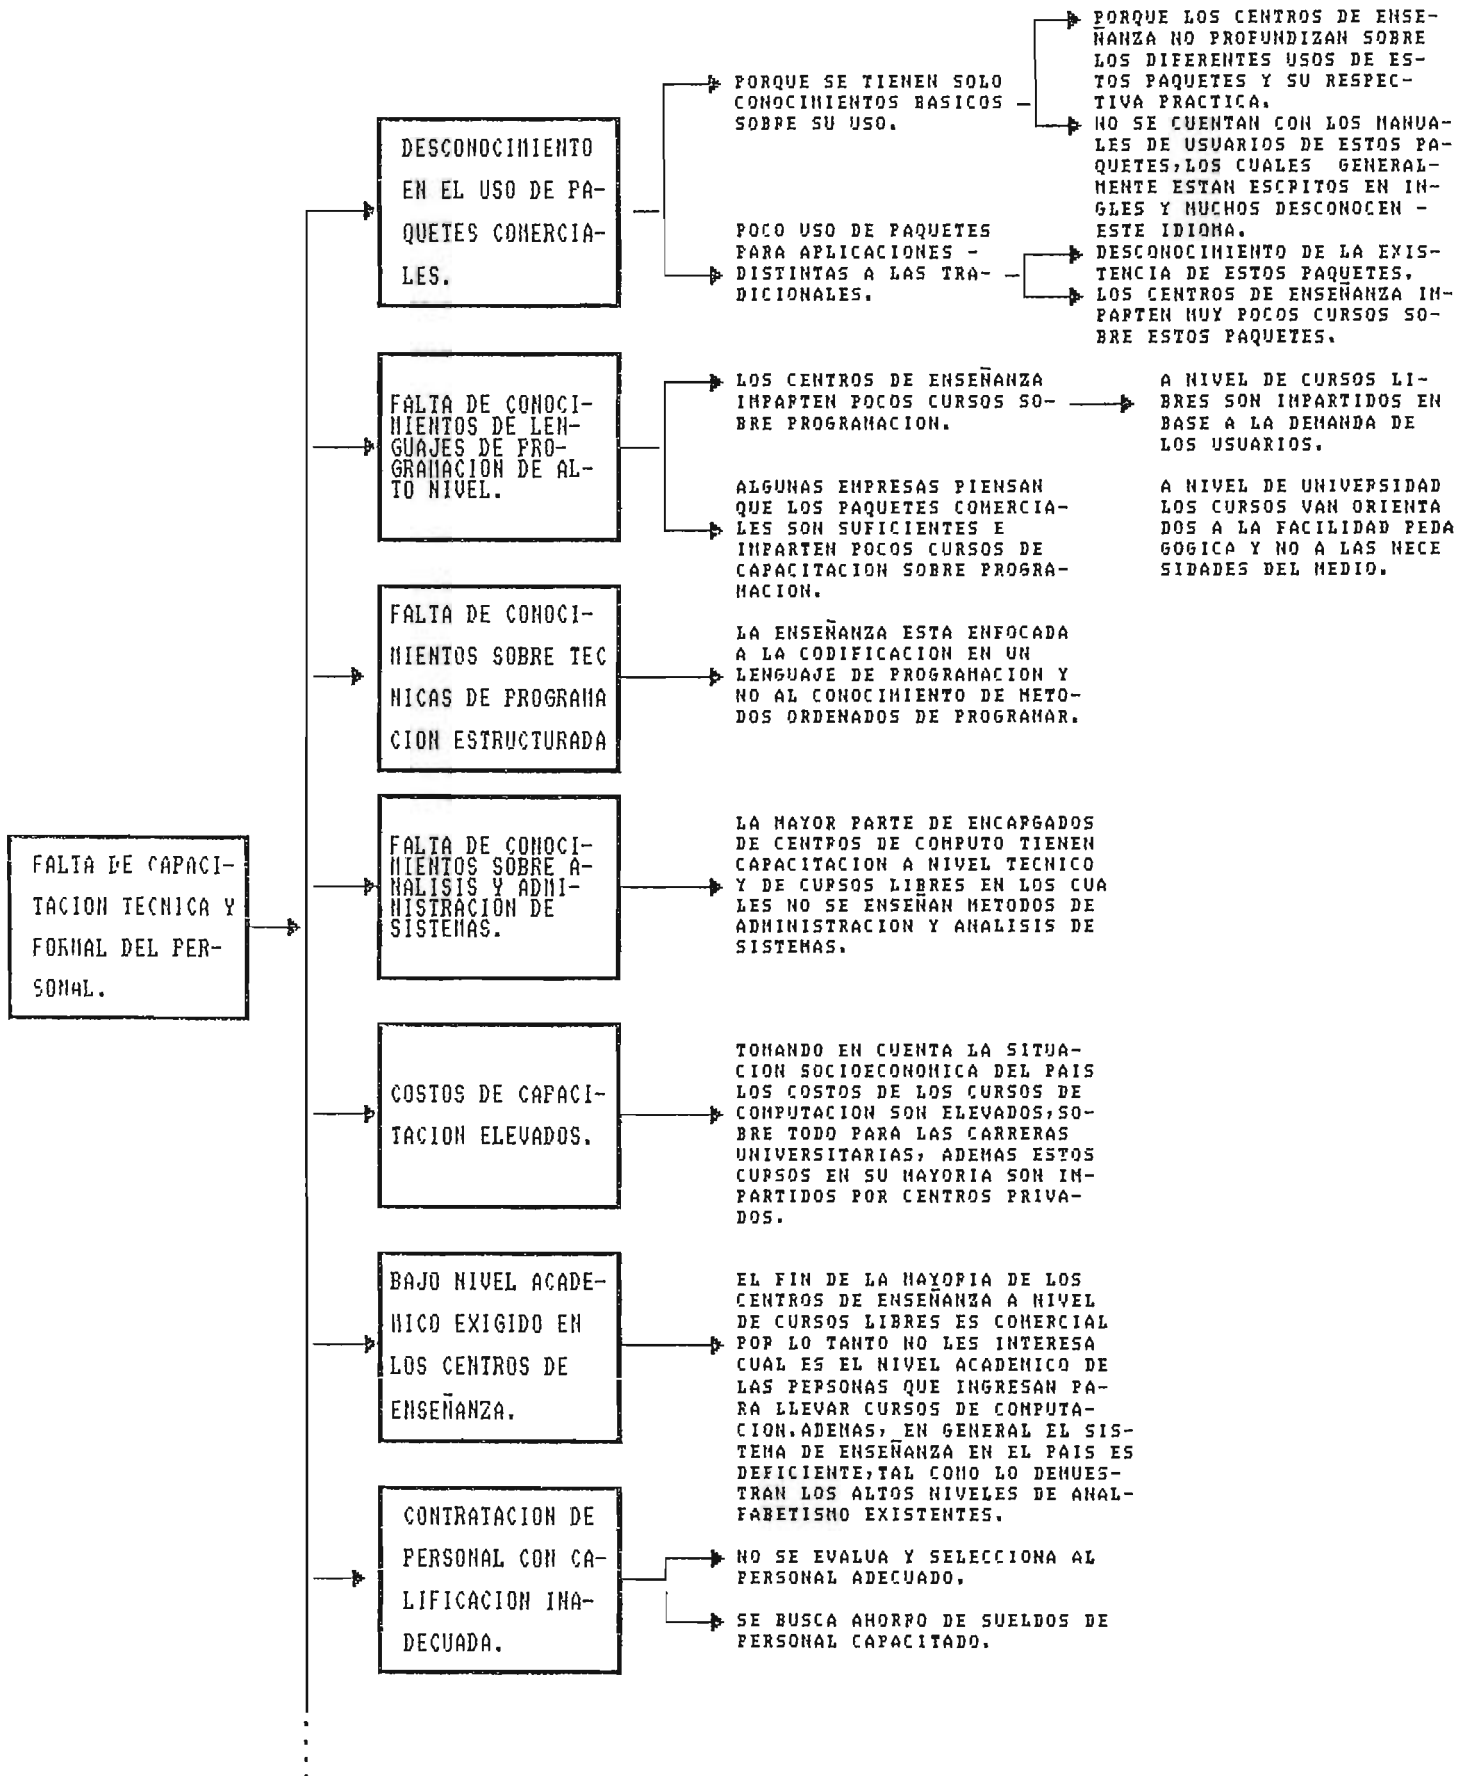 FALTA DE CAPACI-
TACION TECNICA Y
FORMAL DEL PER-
SONAL.
DESCONOCIMIENTO
EN EL USO DE PA-
QUETES COMERCIA-
LES.
PORQUE SE TIENEN SOLO
CONOCIMIENTOS BASICOS
SOBRE SU USO.
PORQUE LOS CENTROS DE ENSE-
ÑANZA NO PROFUNDIZAN SOBRE
LOS DIFERENTES USOS DE ES-
TOS PAQUETES Y SU RESPEC-
TIVA PRACTICA.
NO SE CUENTAN CON LOS MANUA-
LES DE USUARIOS DE ESTOS PA-
QUETES, LOS CUALES GENERAL-
MENTE ESTAN ESCRITOS EN IN-
GLES Y MUCHOS DESCONOCEN -
ESTE IDIOMA.
POCO USO DE PAQUETES
PARA APLICACIONES -
DISTINTAS A LAS TRA-
DICIONALES.
DESCONOCIMIENTO DE LA EXIS-
TENCIA DE ESTOS PAQUETES.
LOS CENTROS DE ENSEÑANZA IM-
PARTEN MUY POCOS CURSOS SO-
BRE ESTOS PAQUETES.
FALTA DE CONOCI-
MIENTOS DE LEN-
GUAJES DE PRO-
GRAMACION DE AL-
TO NIVEL.
LOS CENTROS DE ENSEÑANZA
IMPARTEN POCOS CURSOS SO-
BRE PROGRAMACION.
A NIVEL DE CURSOS LI-
BRES SON IMPARTIDOS EN
BASE A LA DEMANDA DE
LOS USUARIOS.
ALGUNAS EMPRESAS PIENSAN
QUE LOS PAQUETES COMERCIA-
LES SON SUFICIENTES E
IMPARTEN POCOS CURSOS DE
CAPACITACION SOBRE PROGRA-
MACION.
A NIVEL DE UNIVERSIDAD
LOS CURSOS VAN ORIENTA
DOS A LA FACILIDAD PEDA
GOGICA Y NO A LAS NECE
SIDADES DEL MEDIO.
FALTA DE CONOCI-
MIENTOS SOBRE TEC
NICAS DE PROGRAMA
CION ESTRUCTURADA
LA ENSEÑANZA ESTA ENFOCADA
A LA CODIFICACION EN UN
LENGUAJE DE PROGRAMACION Y
NO AL CONOCIMIENTO DE METO-
DOS ORDENADOS DE PROGRAMAR.
FALTA DE CONOCI-
MIENTOS SOBRE A-
NALISIS Y ADMI-
NISTRACION DE
SISTEMAS.
LA MAYOR PARTE DE ENCARGADOS
DE CENTROS DE COMPUTO TIENEN
CAPACITACION A NIVEL TECNICO
Y DE CURSOS LIBRES EN LOS CUA
LES NO SE ENSEÑAN METODOS DE
ADMINISTRACION Y ANALISIS DE
SISTEMAS.
COSTOS DE CAPACI-
TACION ELEVADOS.
TOMANDO EN CUENTA LA SITUA-
CION SOCIOECONOMICA DEL PAIS
LOS COSTOS DE LOS CURSOS DE
COMPUTACION SON ELEVADOS, SO-
BRE TODO PARA LAS CARRERAS
UNIVERSITARIAS, ADEMAS ESTOS
CURSOS EN SU MAYORIA SON IM-
PARTIDOS POR CENTROS PRIVA-
DOS.
BAJO NIVEL ACADE-
MICO EXIGIDO EN
LOS CENTROS DE
ENSEÑANZA.
EL FIN DE LA MAYORIA DE LOS
CENTROS DE ENSEÑANZA A NIVEL
DE CURSOS LIBRES ES COMERCIAL
POR LO TANTO NO LES INTERESA
CUAL ES EL NIVEL ACADEMICO DE
LAS PERSONAS QUE INGRESAN PA-
RA LLEVAR CURSOS DE COMPUTA-
CION. ADEMAS, EN GENERAL EL SIS-
TEMA DE ENSEÑANZA EN EL PAIS ES
DEFICIENTE, TAL COMO LO DEMUES-
TRAN LOS ALTOS NIVELES DE ANAL-
FABETISMO EXISTENTES.
CONTRATACION DE
PERSONAL CON CA-
LIFICACION INA-
DECUADA.
NO SE EVALUA Y SELECCIONA AL
PERSONAL ADECUADO.
SE BUSCA AHORRO DE SUELDOS DE
PERSONAL CAPACITADO.